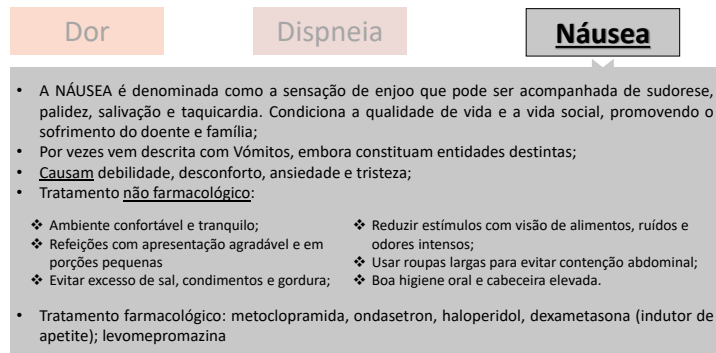 Dor
Dispneia
Náusea
• A NÁUSEA é denominada como a sensação de enjoo que pode ser acompanhada de sudorese,
palidez, salivação e taquicardia. Condiciona a qualidade de vida e a vida social, promovendo o
sofrimento do doente e família;
• Por vezes vem descrita com Vómitos, embora constituam entidades destintas;
• Causam debilidade, desconforto, ansiedade e tristeza;
• Tratamento não farmacológico:
❖ Ambiente confortável e tranquilo;
❖ Refeições com apresentação agradável e em
porções pequenas
❖ Evitar excesso de sal, condimentos e gordura;
❖ Reduzir estímulos com visão de alimentos, ruídos e
odores intensos;
❖ Usar roupas largas para evitar contenção abdominal;
❖ Boa higiene oral e cabeceira elevada.
• Tratamento farmacológico: metoclopramida, ondasetron, haloperidol, dexametasona (indutor de
apetite); levomepromazina